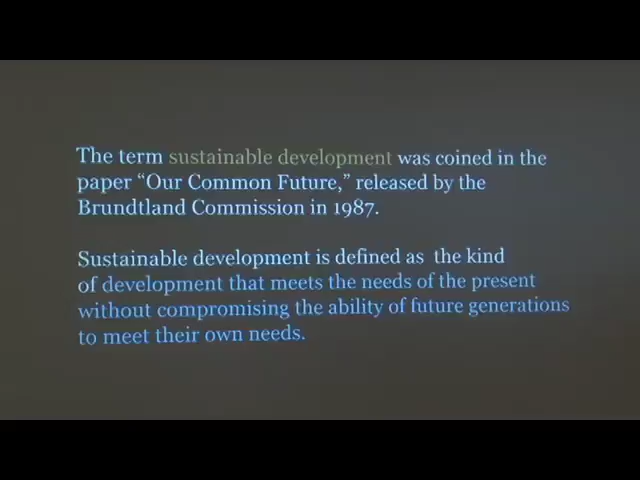 The term sustainable development was coined in the
paper “Our Common Future,” released by the
Brundtland Commission in 1987.
Sustainable development is defined as the kind
of development that meets the needs of the present
without compromising the ability of future generations
to meet their own needs.